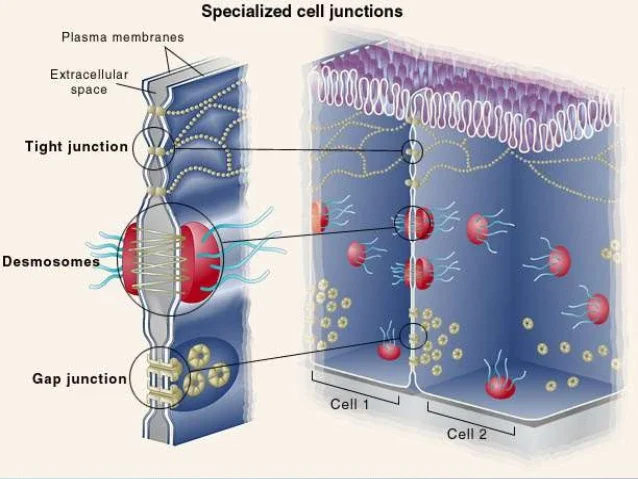 Specialized cell junctions
Plasma membranes
Extracellular
space
Tight junction
Desmosomes
Gap junction
Cell 1
Cell 2